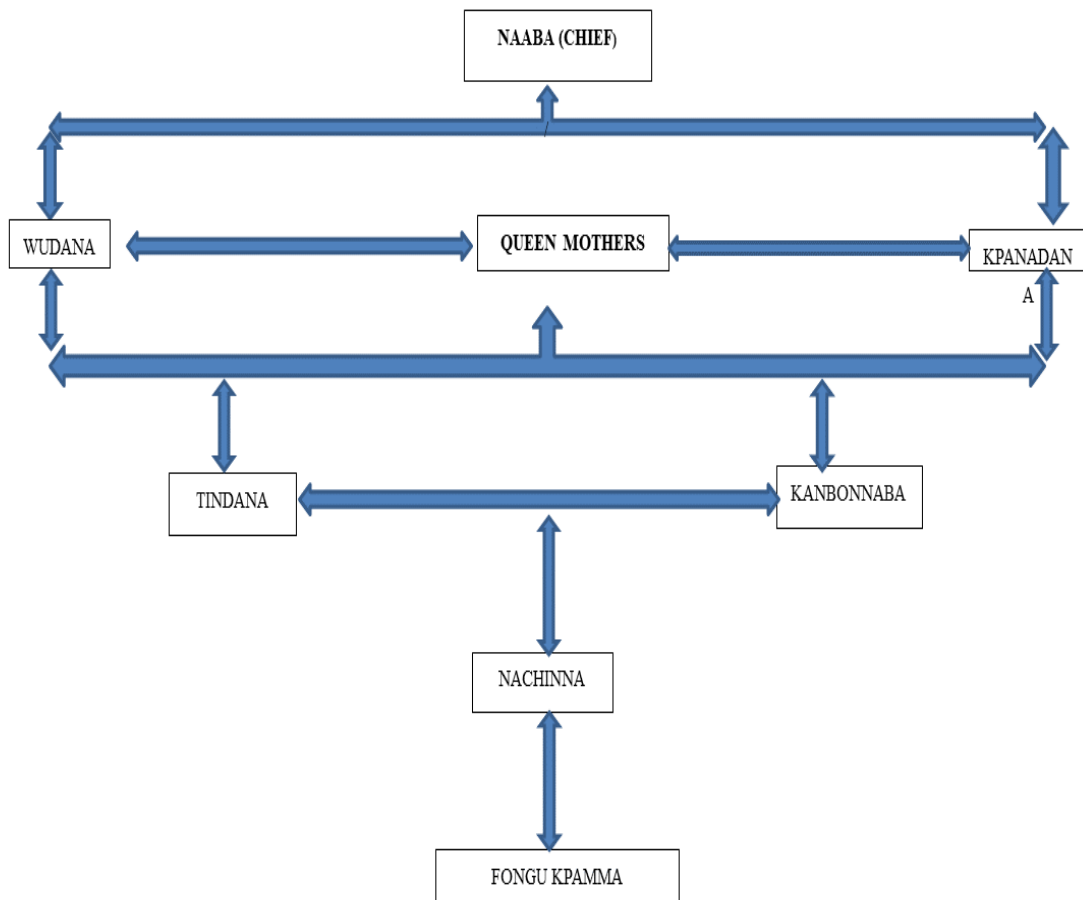 NAABA (CHIEF)
/
WUDANA
QUEEN MOTHERS
KPANADAN
A
TINDANA
KANBONNABA
NACHINNA
FONGU KPAMMA